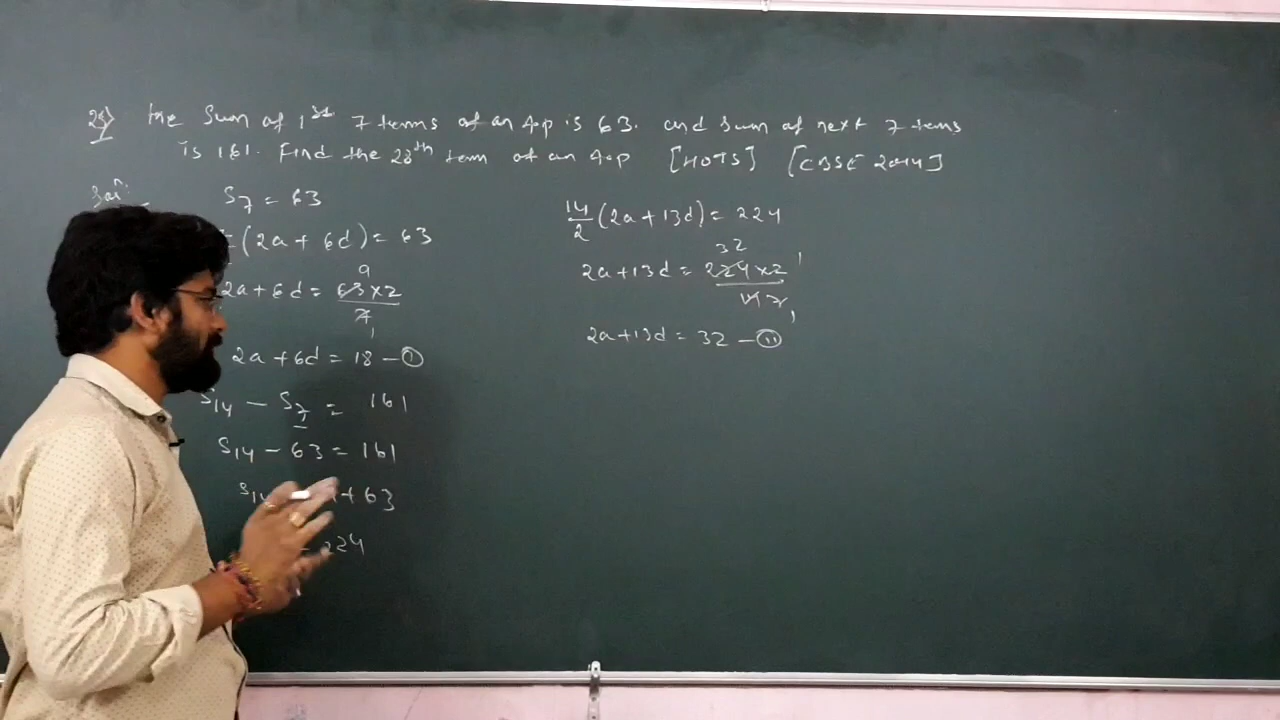 28) The Sum of 1st 7 terms of an Ap is 63. and sum of next 7 terms
Is 161. Find the 28th term of an Ap [HOTS] [CBSE 2014]
Soln:
S7 = 63
(2a + 6d) = 63
2a + 6d = 63×2/7 9 1
2a + 6d = 18 – (I)
S14 – S7 = 161
S14 – 63 = 161
+ 63
224
14/2 (2a + 13d) = 224
2a + 13d = 224×2/14 32 1
2a + 13d = 32 – (II)